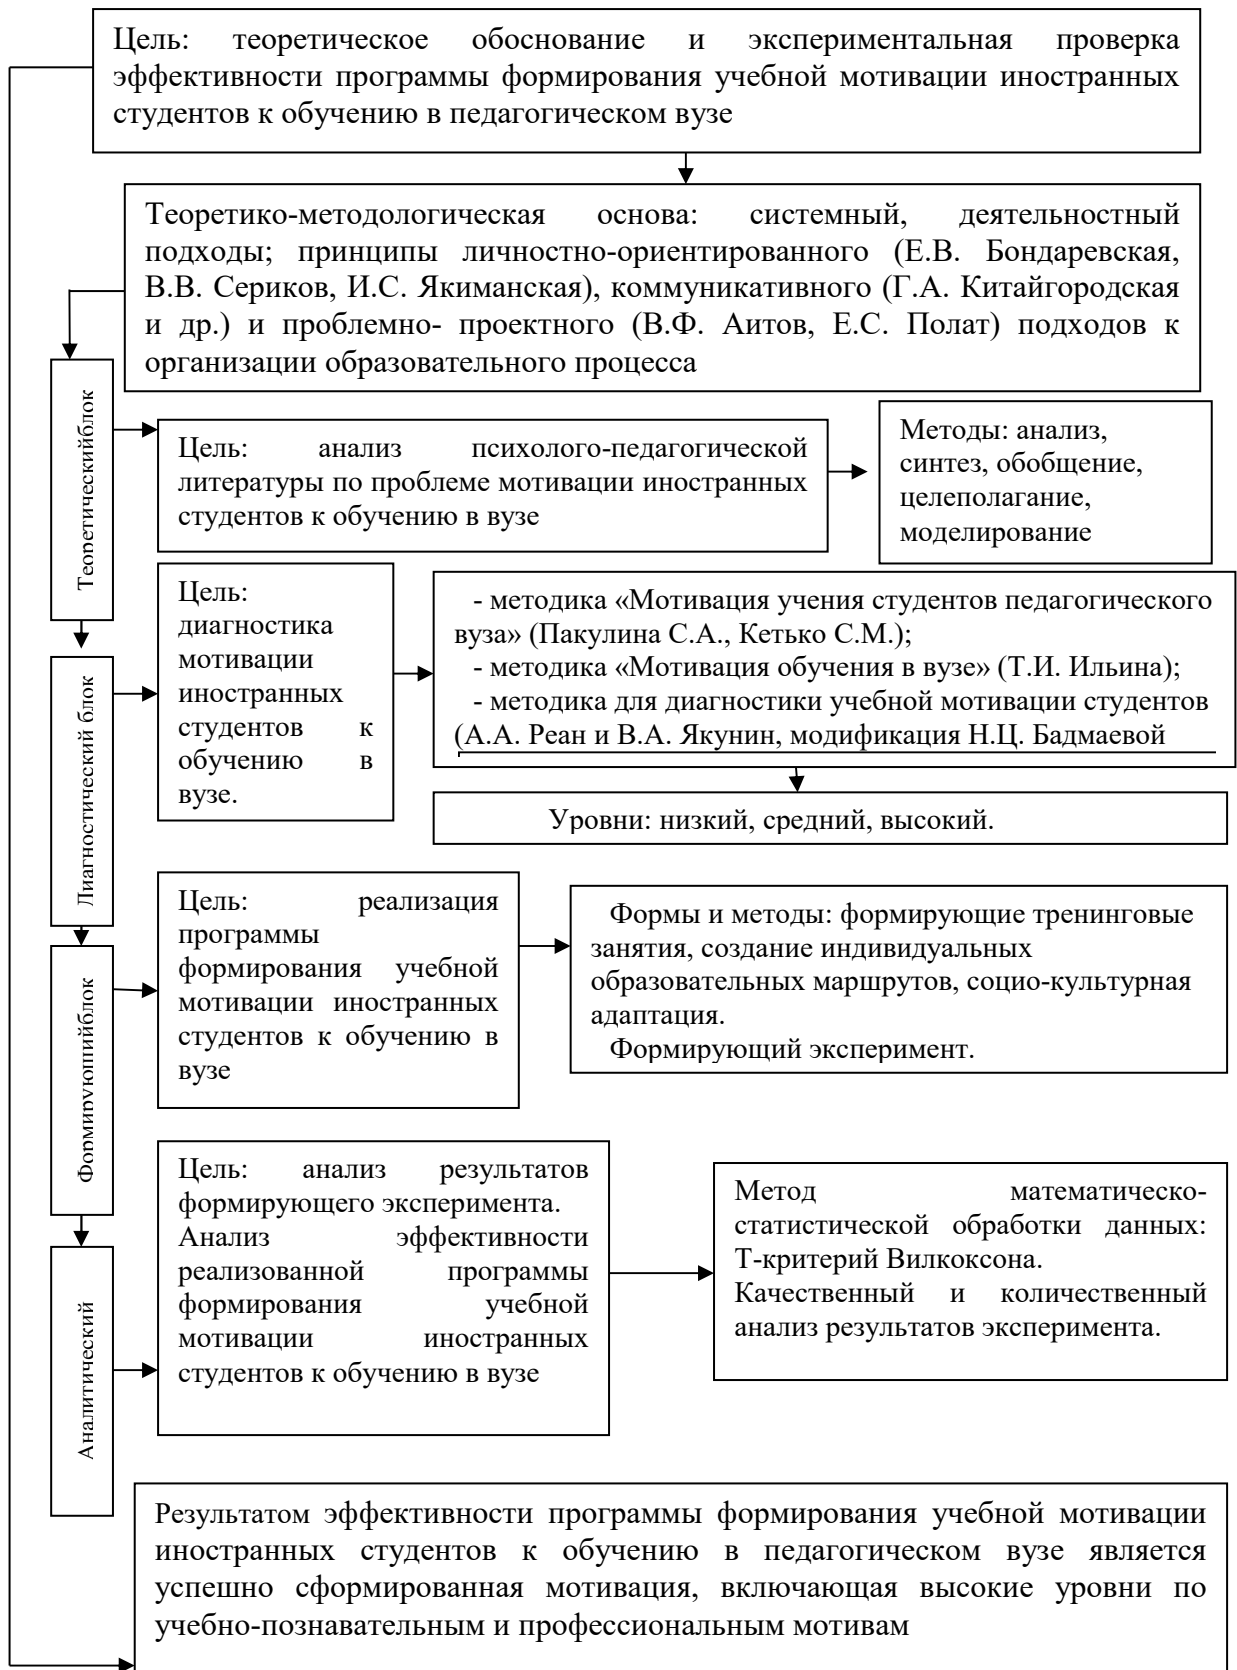 Цель: теоретическое обоснование и экспериментальная проверка
эффективности программы формирования учебной мотивации иностранных
студентов к обучению в педагогическом вузе
Теоретико-методологическая основа: системный, деятельностный
подходы; принципы личностно-ориентированного (Е.В. Бондаревская,
В.В. Сериков, И.С. Якиманская), коммуникативного (Г.А. Китайгородская
и др.) и проблемно- проектного (В.Ф. Аитов, Е.С. Полат) подходов к
организации образовательного процесса
Теоретическийблок
Цель: анализ психолого-педагогической
литературы по проблеме мотивации иностранных
студентов к обучению в вузе
Методы: анализ,
синтез, обобщение,
целеполагание,
моделирование
Диагностический блок
Цель:
диагностика
мотивации
иностранных
студентов к
обучению в
вузе.
- методика «Мотивация учения студентов педагогического
вуза» (Пакулина С.А., Кетько С.М.);
- методика «Мотивация обучения в вузе» (Т.И. Ильина);
- методика для диагностики учебной мотивации студентов
(А.А. Реан и В.А. Якунин, модификация Н.Ц. Бадмаевой
Уровни: низкий, средний, высокий.
Формирующийблок
Цель: реализация
программы
формирования учебной
мотивации иностранных
студентов к обучению в
вузе
Формы и методы: формирующие тренинговые
занятия, создание индивидуальных
образовательных маршрутов, социо-культурная
адаптация.
Формирующий эксперимент.
Аналитический
Цель: анализ результатов
формирующего эксперимента.
Анализ эффективности
реализованной программы
формирования учебной
мотивации иностранных
студентов к обучению в вузе
Метод математическо-
статистической обработки данных:
Т-критерий Вилкоксона.
Качественный и количественный
анализ результатов эксперимента.
Результатом эффективности программы формирования учебной мотивации
иностранных студентов к обучению в педагогическом вузе является
успешно сформированная мотивация, включающая высокие уровни по
учебно-познавательным и профессиональным мотивам